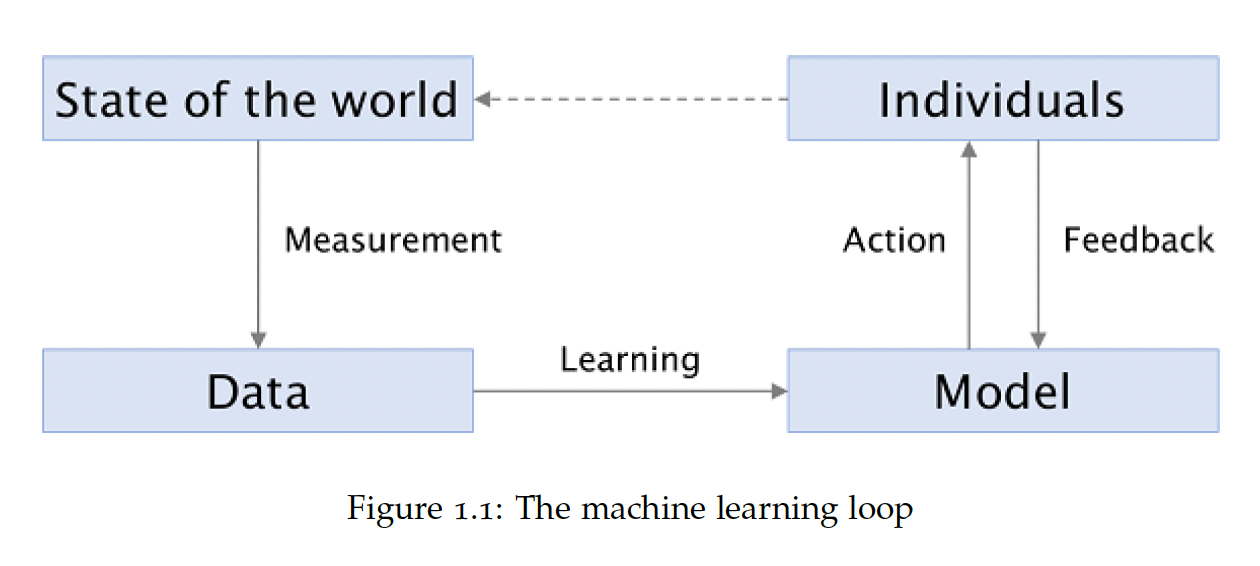 State of the world
Individuals
Measurement
Action
Feedback
Learning
Data
Model
Figure 1.1: The machine learning loop